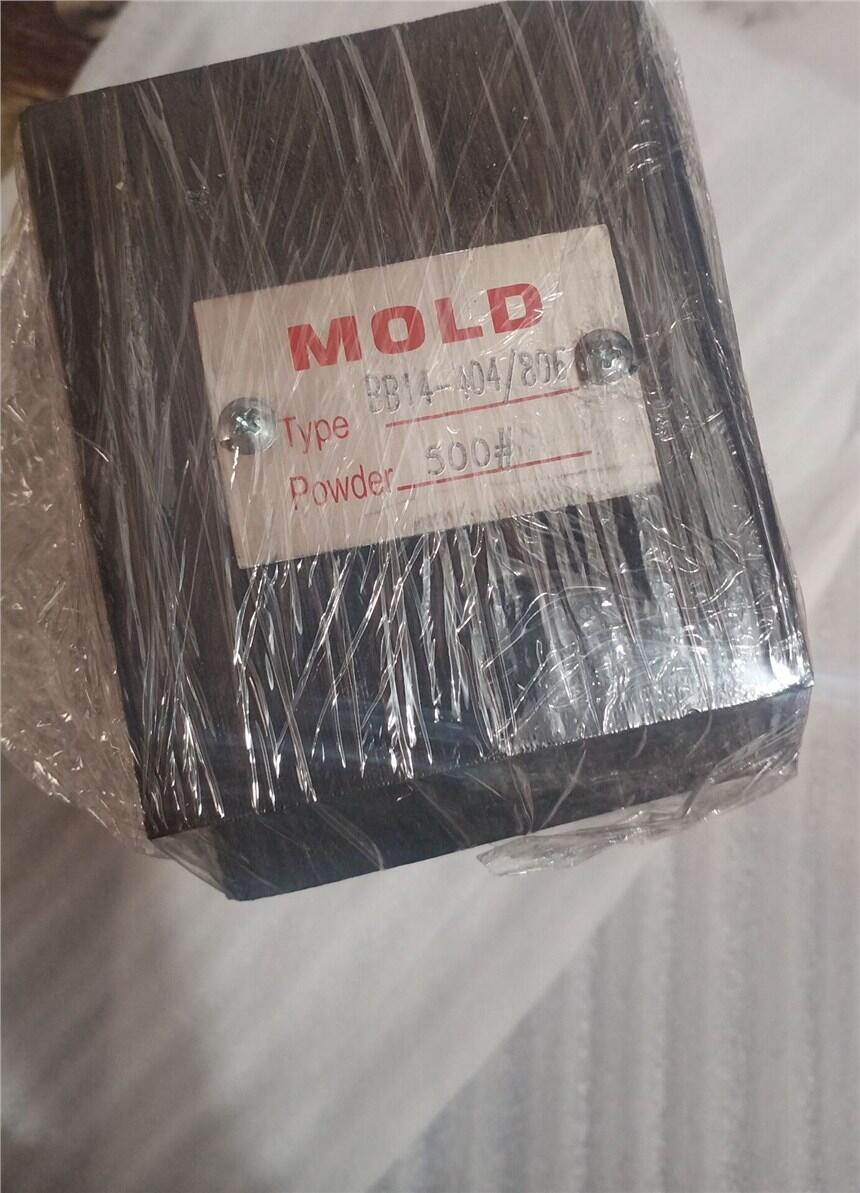 MOLD
Type BB14-404/80E
Powder 500#